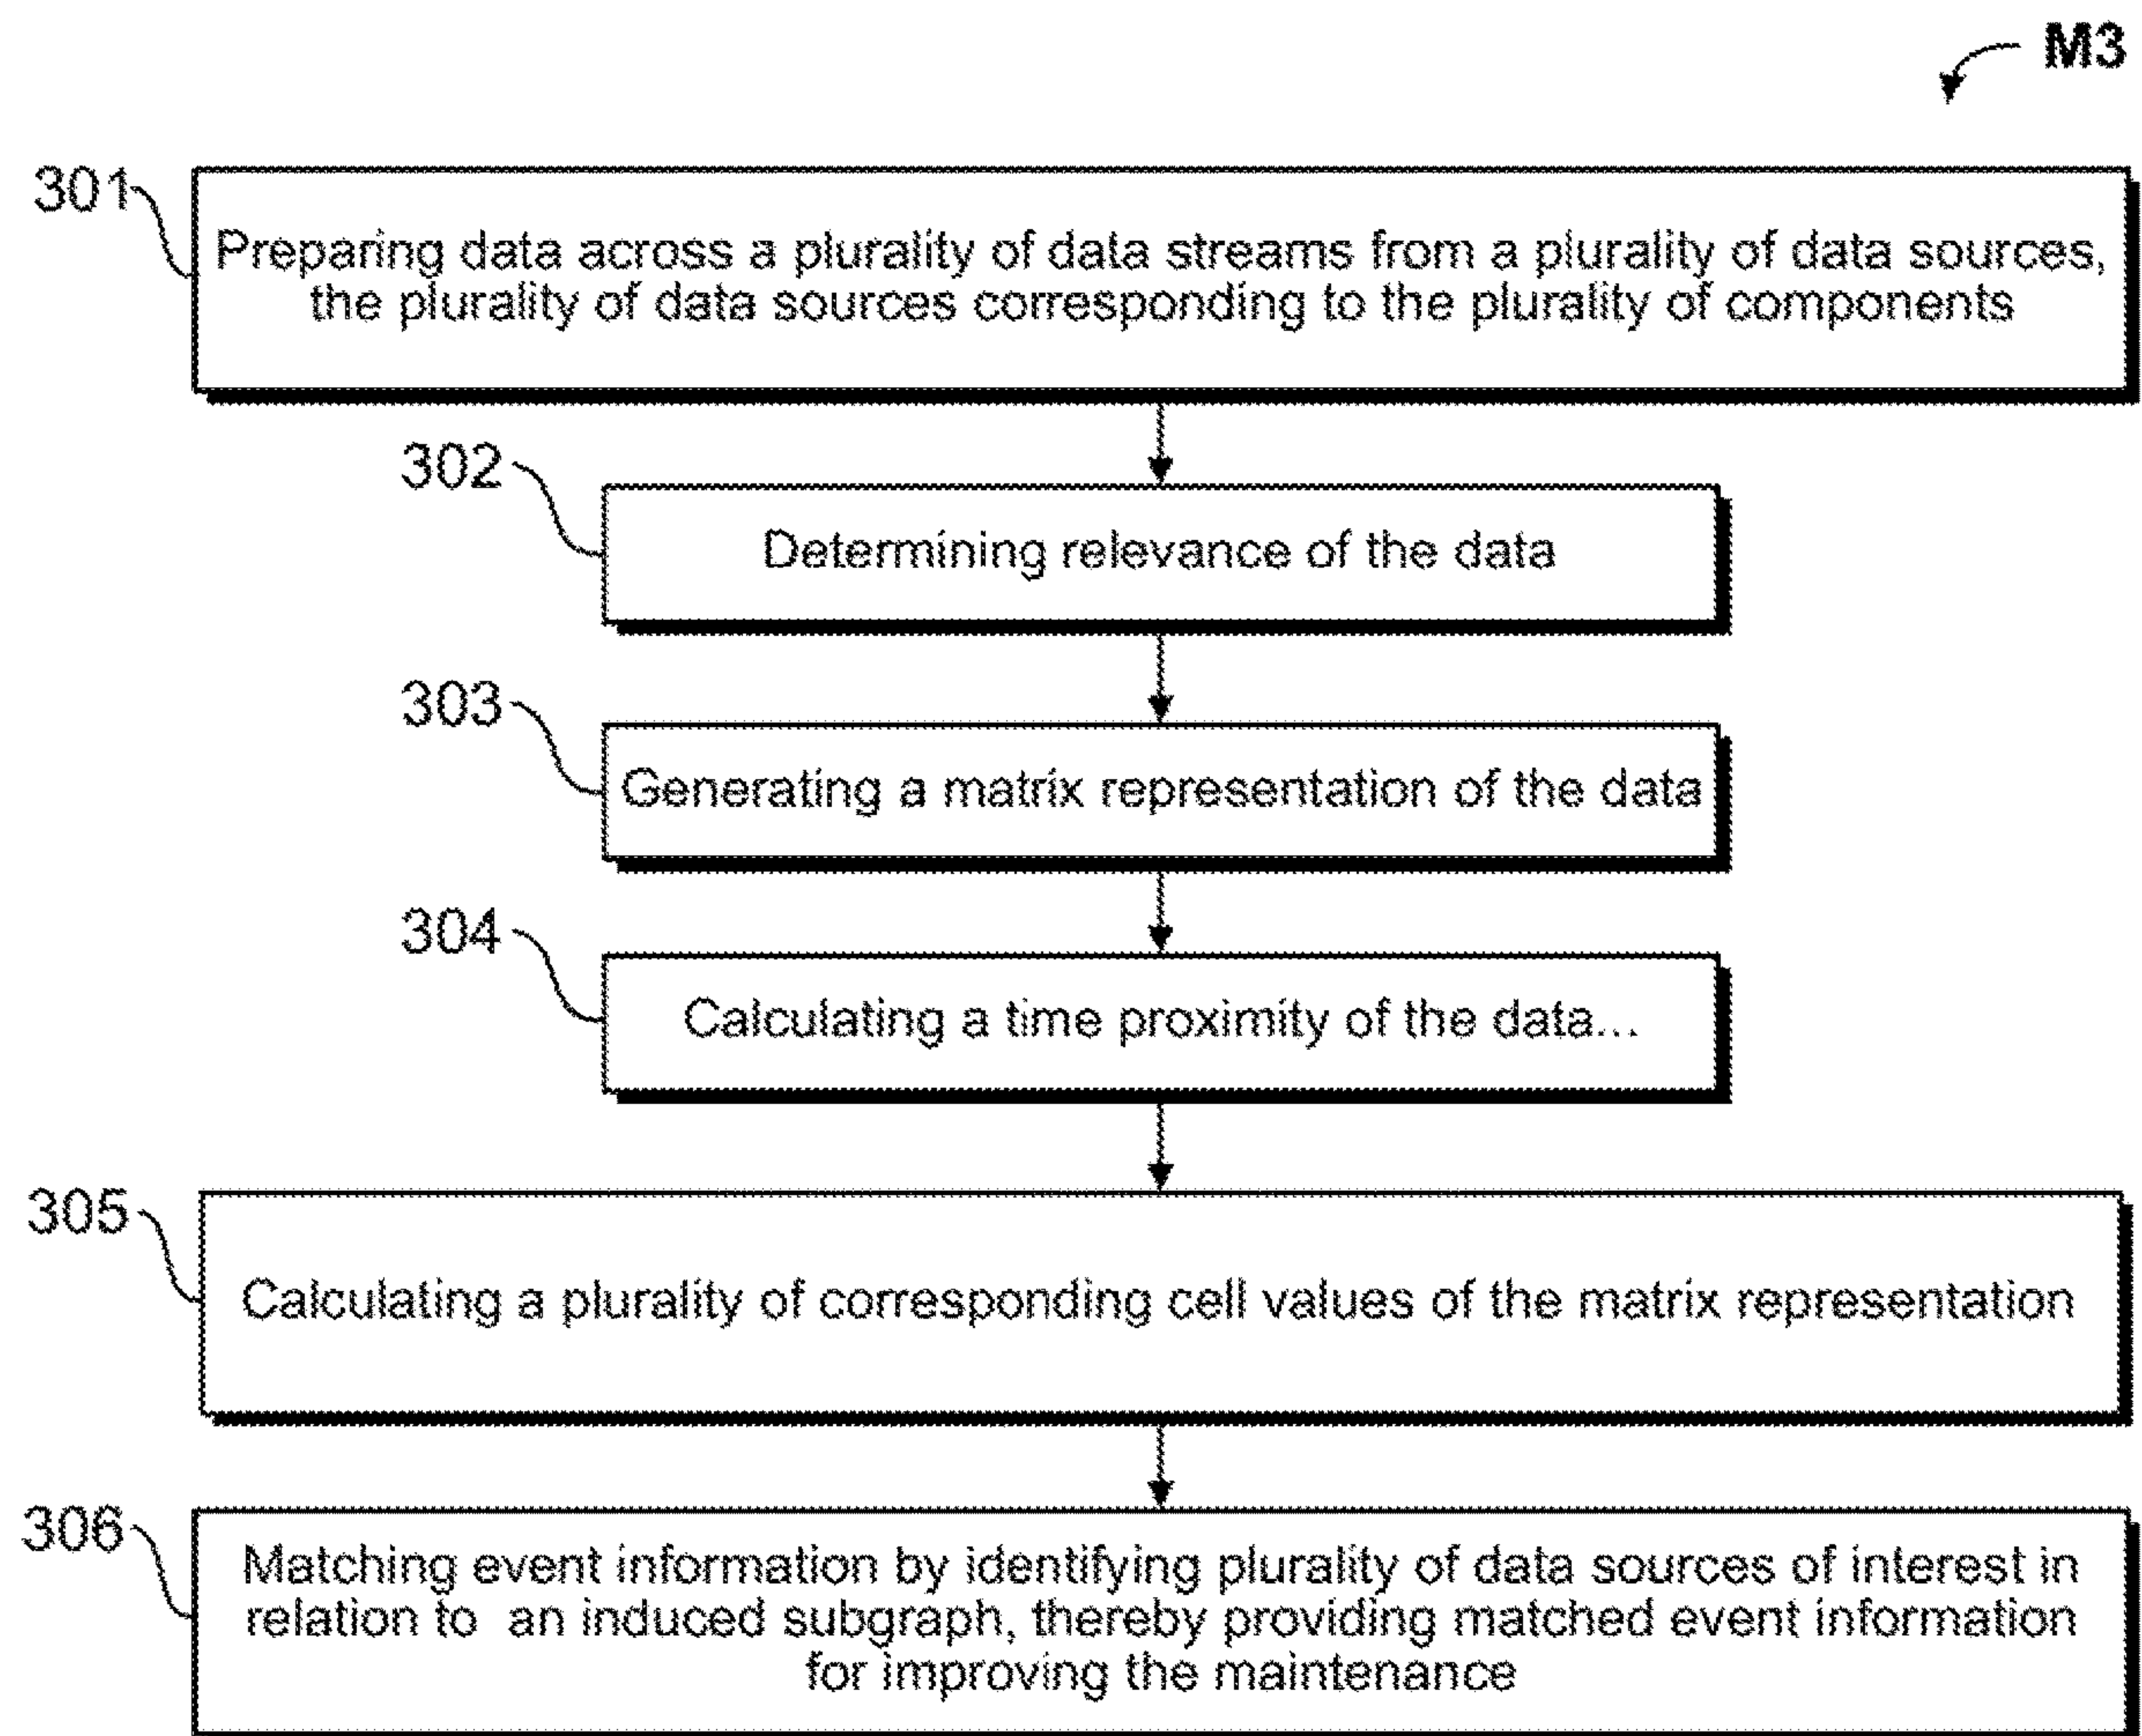 M3
301
Preparing data across a plurality of data streams from a plurality of data sources,
the plurality of data sources corresponding to the plurality of components
302
Determining relevance of the data
303
Generating a matrix representation of the data
304
Calculating a time proximity of the data...
305
Calculating a plurality of corresponding cell values of the matrix representation
306
Matching event information by identifying plurality of data sources of interest in
relation to an induced subgraph, thereby providing matched event information
for improving the maintenance